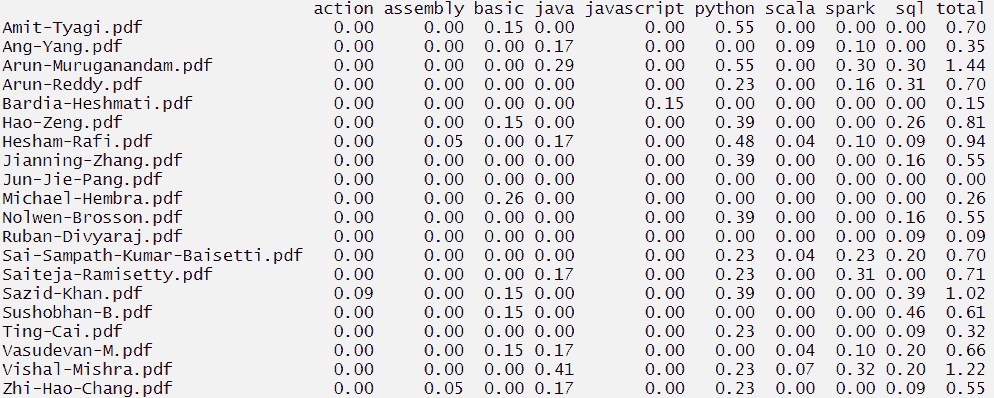 action assembly basic java javascript python scala spark sql total
Amit-Tyagi.pdf 0.00 0.00 0.15 0.00 0.00 0.55 0.00 0.00 0.00 0.70
Ang-Yang.pdf 0.00 0.00 0.00 0.17 0.00 0.00 0.09 0.10 0.00 0.35
Arun-Muruganandam.pdf 0.00 0.00 0.00 0.29 0.00 0.55 0.00 0.30 0.30 1.44
Arun-Reddy.pdf 0.00 0.00 0.00 0.00 0.00 0.23 0.00 0.16 0.31 0.70
Bardia-Heshmati.pdf 0.00 0.00 0.00 0.00 0.15 0.00 0.00 0.00 0.00 0.15
Hao-Zeng.pdf 0.00 0.00 0.15 0.00 0.00 0.39 0.00 0.00 0.26 0.81
Hesham-Rafi.pdf 0.00 0.05 0.00 0.17 0.00 0.48 0.04 0.10 0.09 0.94
Jianning-Zhang.pdf 0.00 0.00 0.00 0.00 0.00 0.39 0.00 0.00 0.16 0.55
Jun-Jie-Pang.pdf 0.00 0.00 0.00 0.00 0.00 0.00 0.00 0.00 0.00 0.00
Michael-Hembra.pdf 0.00 0.00 0.26 0.00 0.00 0.00 0.00 0.00 0.00 0.26
Nolwen-Brosson.pdf 0.00 0.00 0.00 0.00 0.00 0.39 0.00 0.00 0.16 0.55
Ruban-Divyaraj.pdf 0.00 0.00 0.00 0.00 0.00 0.00 0.00 0.00 0.09 0.09
Sai-Sampath-Kumar-Baisetti.pdf 0.00 0.00 0.00 0.00 0.00 0.23 0.04 0.23 0.20 0.70
Saiteja-Ramisetty.pdf 0.00 0.00 0.00 0.17 0.00 0.23 0.00 0.31 0.00 0.71
Sazid-Khan.pdf 0.09 0.00 0.15 0.00 0.00 0.39 0.00 0.00 0.39 1.02
Sushobhan-B.pdf 0.00 0.00 0.15 0.00 0.00 0.00 0.00 0.00 0.46 0.61
Ting-Cai.pdf 0.00 0.00 0.00 0.00 0.00 0.23 0.00 0.00 0.09 0.32
Vasudevan-M.pdf 0.00 0.00 0.15 0.17 0.00 0.00 0.04 0.10 0.20 0.66
Vishal-Mishra.pdf 0.00 0.00 0.00 0.41 0.00 0.23 0.07 0.32 0.20 1.22
Zhi-Hao-Chang.pdf 0.00 0.05 0.00 0.17 0.00 0.23 0.00 0.00 0.09 0.55